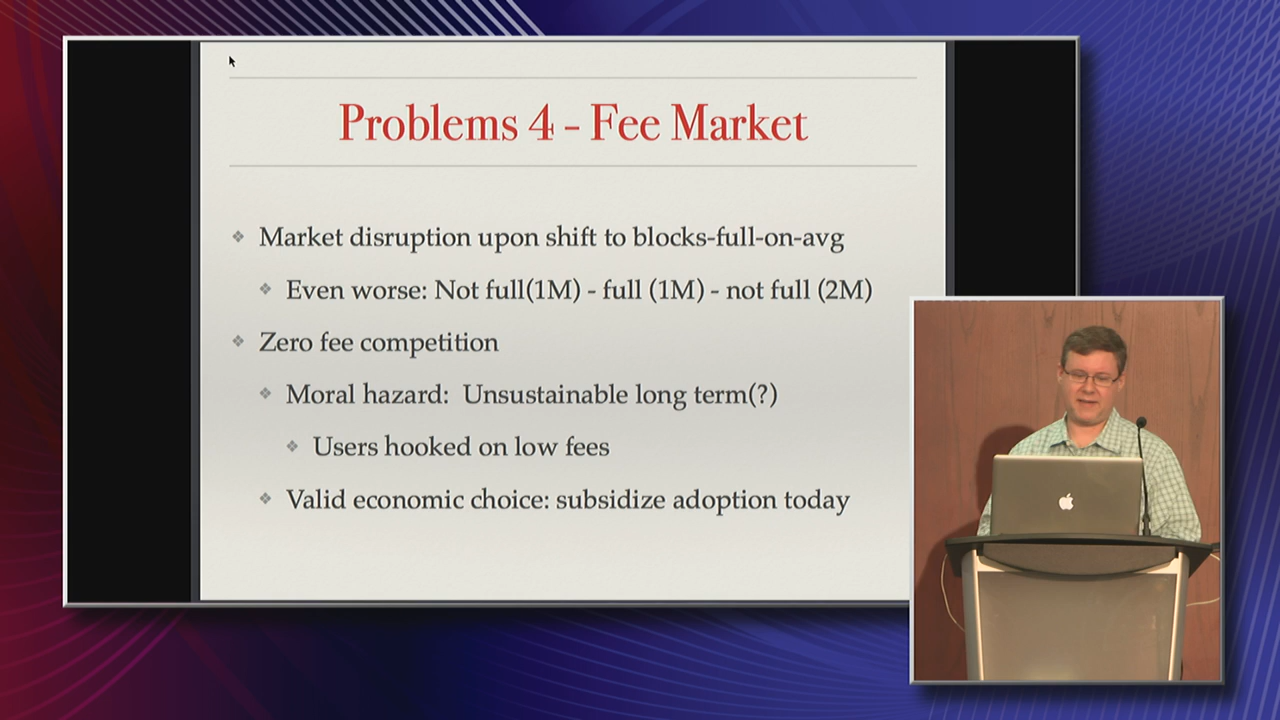 Problems 4 - Fee Market
Market disruption upon shift to blocks-full-on-avg
Even worse: Not full(1M) - full (1M) - not full (2M)
Zero fee competition
Moral hazard: Unsustainable long term(?)
Users hooked on low fees
Valid economic choice: subsidize adoption today